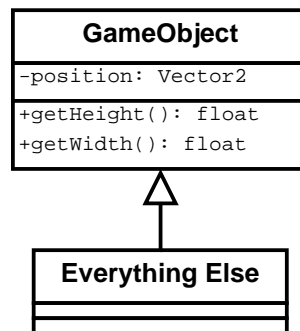 GameObject
-position: Vector2
+getHeight(): float
+getWidth(): float
Everything Else